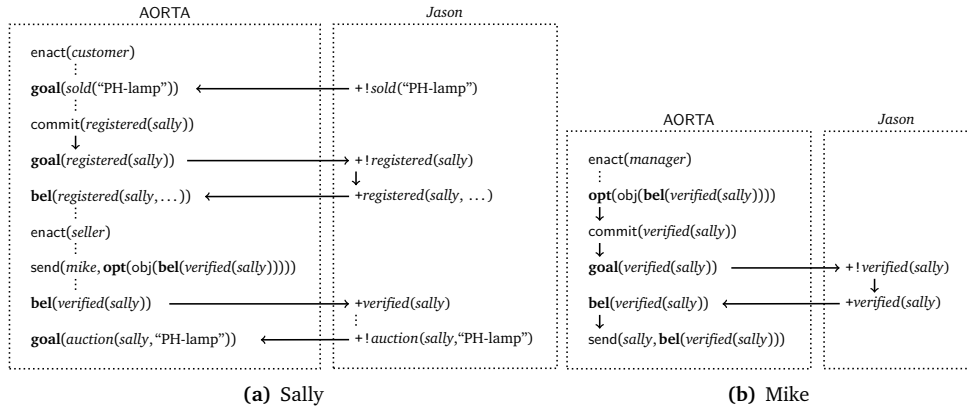 AORTA
Jason
enact(customer)
goal(sold(“PH-lamp”))
+!sold(“PH-lamp”)
commit(registered(sally))
goal(registered(sally))
+!registered(sally)
bel(registered(sally, ...))
+registered(sally, ...)
enact(seller)
send(mike, opt(obj(bel(verified(sally)))))
bel(verified(sally))
+verified(sally)
goal(auction(sally, “PH-lamp”))
+!auction(sally,“PH-lamp”)
(a) Sally
AORTA
Jason
enact(manager)
opt(obj(bel(verified(sally))))
commit(verified(sally))
goal(verified(sally))
+!verified(sally)
bel(verified(sally))
+verified(sally)
send(sally, bel(verified(sally)))
(b) Mike